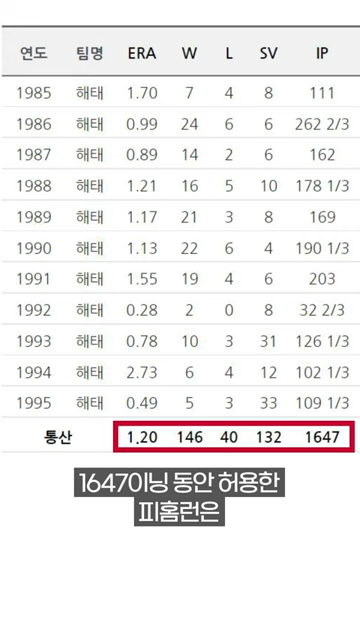 연도 팀명 ERA W L SV IP
1985 해태 1.70 7 4 8 111
1986 해태 0.99 24 6 6 262 2/3
1987 해태 0.89 14 2 6 162
1988 해태 1.21 16 5 10 178 1/3
1989 해태 1.17 21 3 8 169
1990 해태 1.13 22 6 4 190 1/3
1991 해태 1.55 19 4 6 203
1992 해태 0.28 2 0 8 32 2/3
1993 해태 0.78 10 3 31 126 1/3
1994 해태 2.73 6 4 12 102 1/3
1995 해태 0.49 5 3 33 109 1/3
통산 1.20 146 40 132 1647
1647이닝 동안 허용한
피홈런은